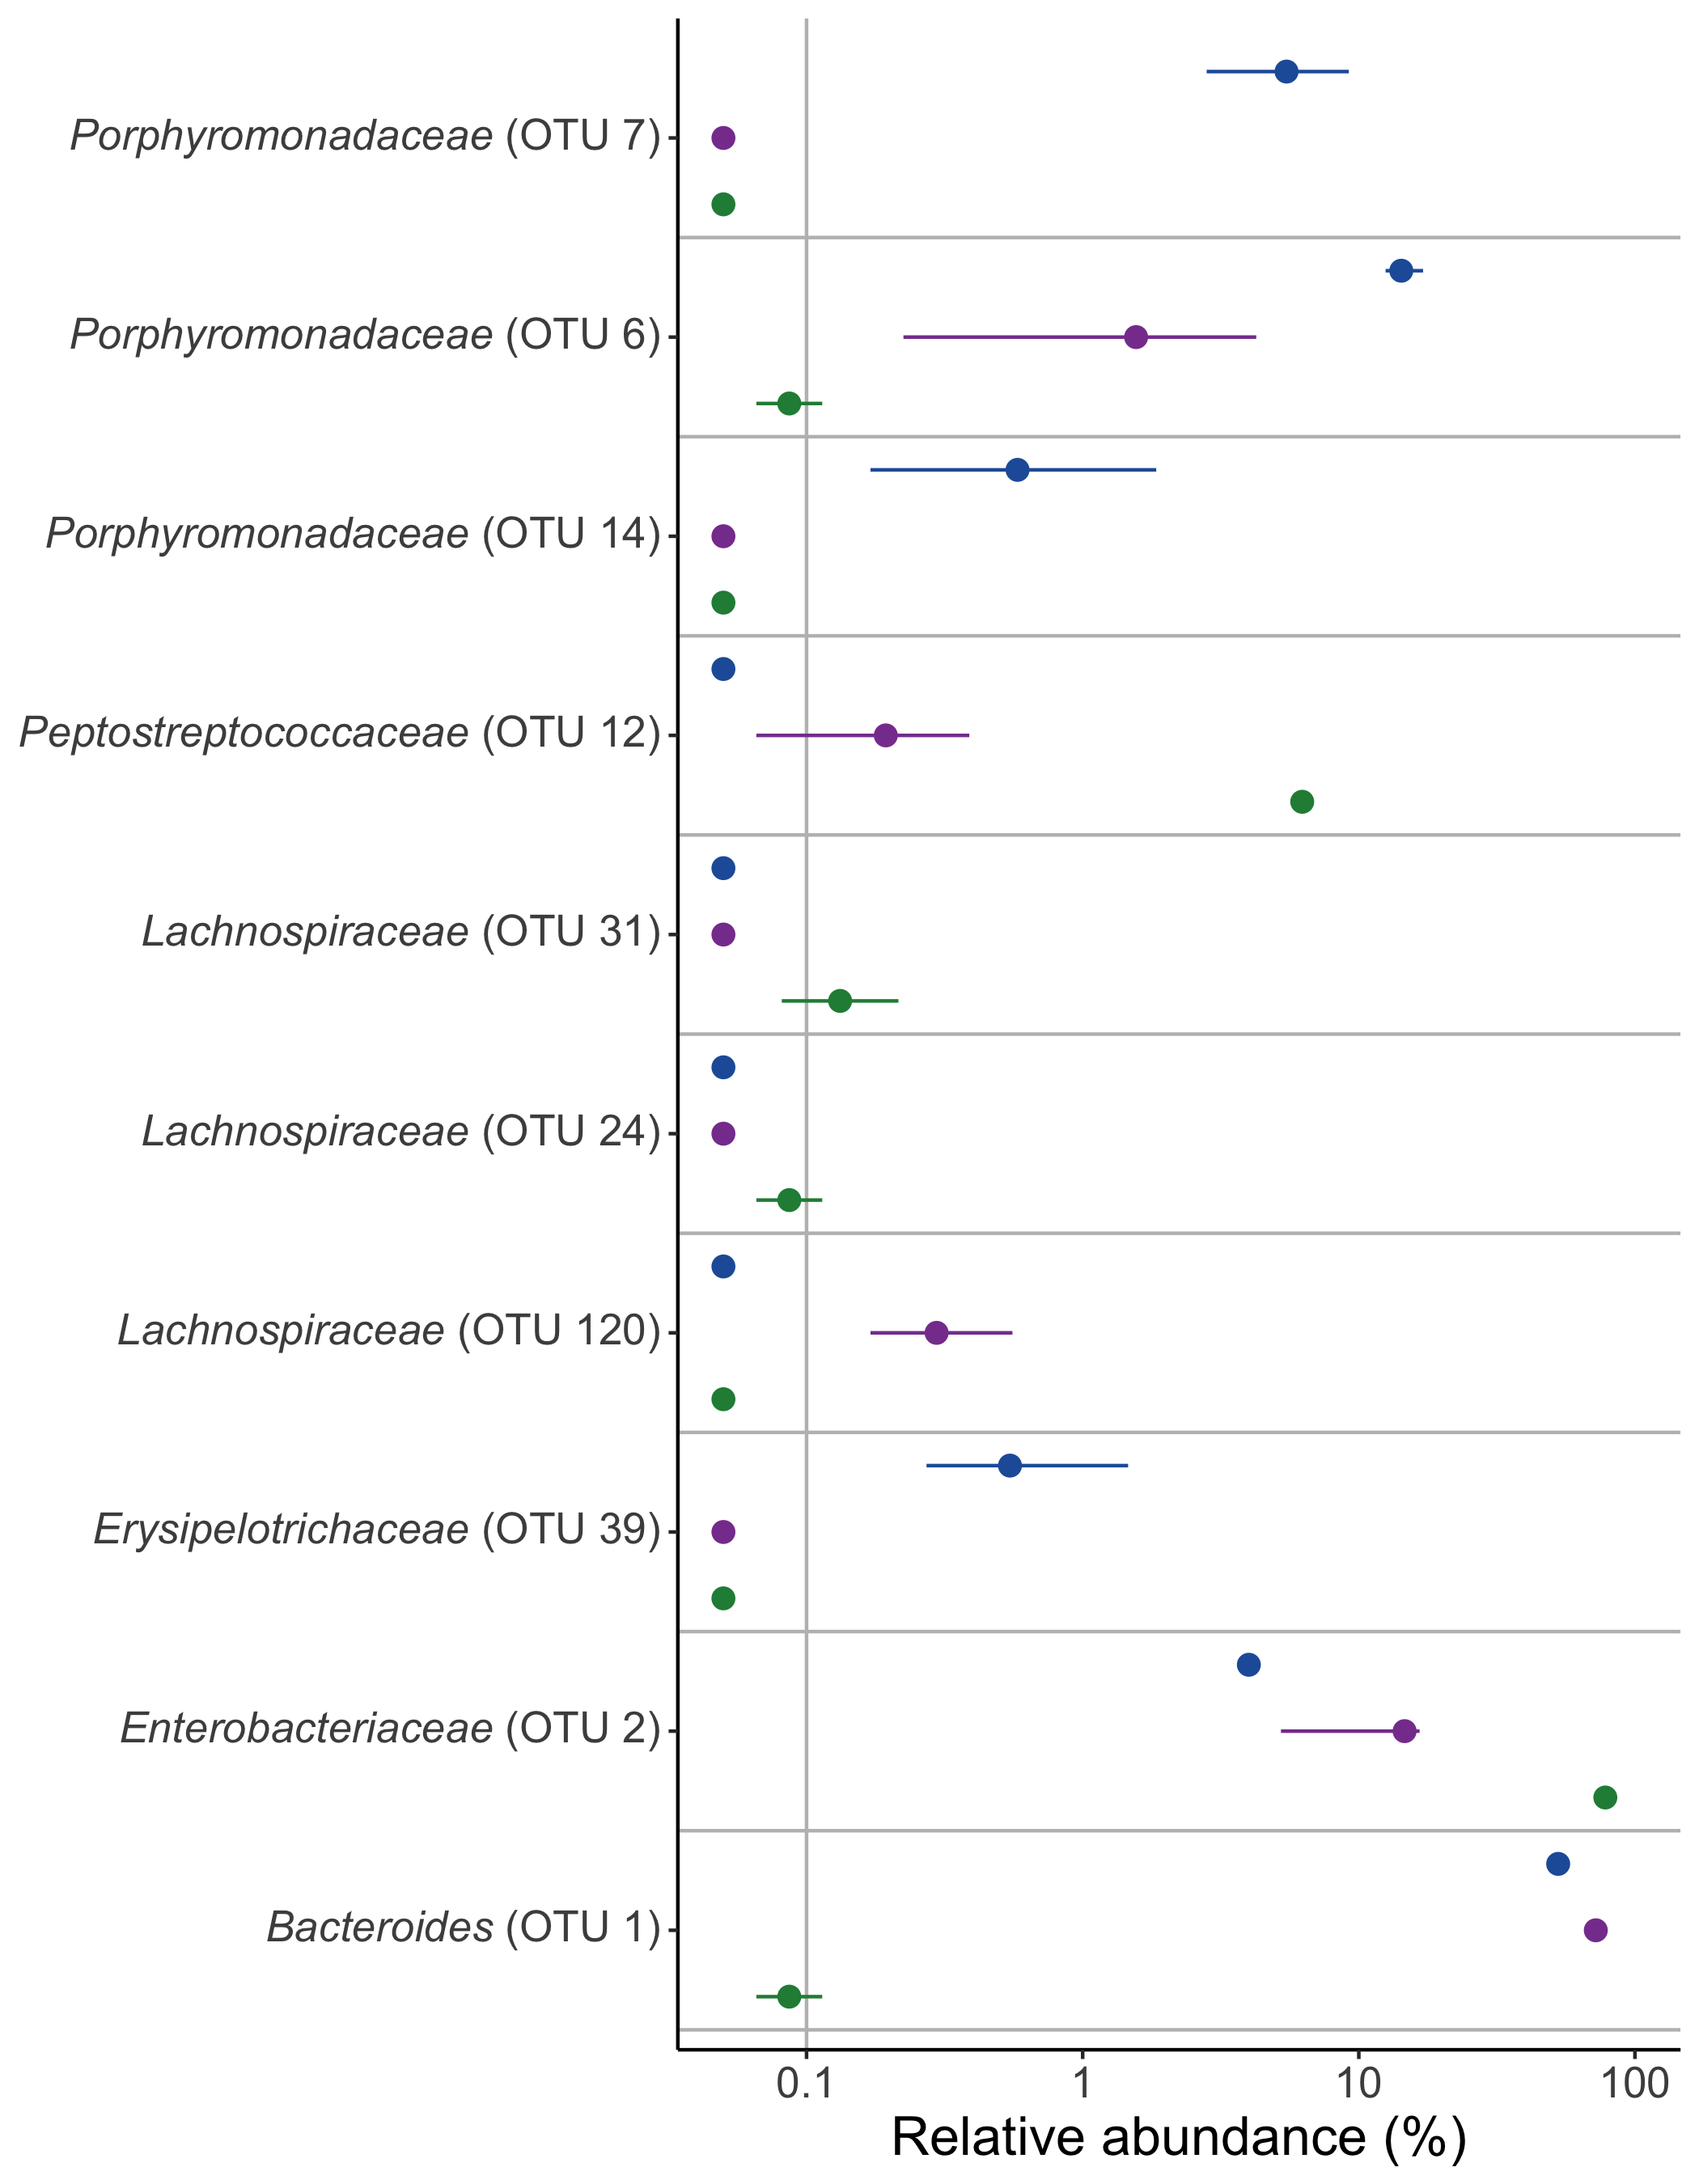 Porphyromonadaceae (OTU 7)
Porphyromonadaceae (OTU 6)
Porphyromonadaceae (OTU 14)
Peptostreptococcaceae (OTU 12)
Lachnospiraceae (OTU 31)
Lachnospiraceae (OTU 24)
Lachnospiraceae (OTU 120)
Erysipelotrichaceae (OTU 39)
Enterobacteriaceae (OTU 2)
Bacteroides (OTU 1)
0.1 1 10 100
Relative abundance (%)